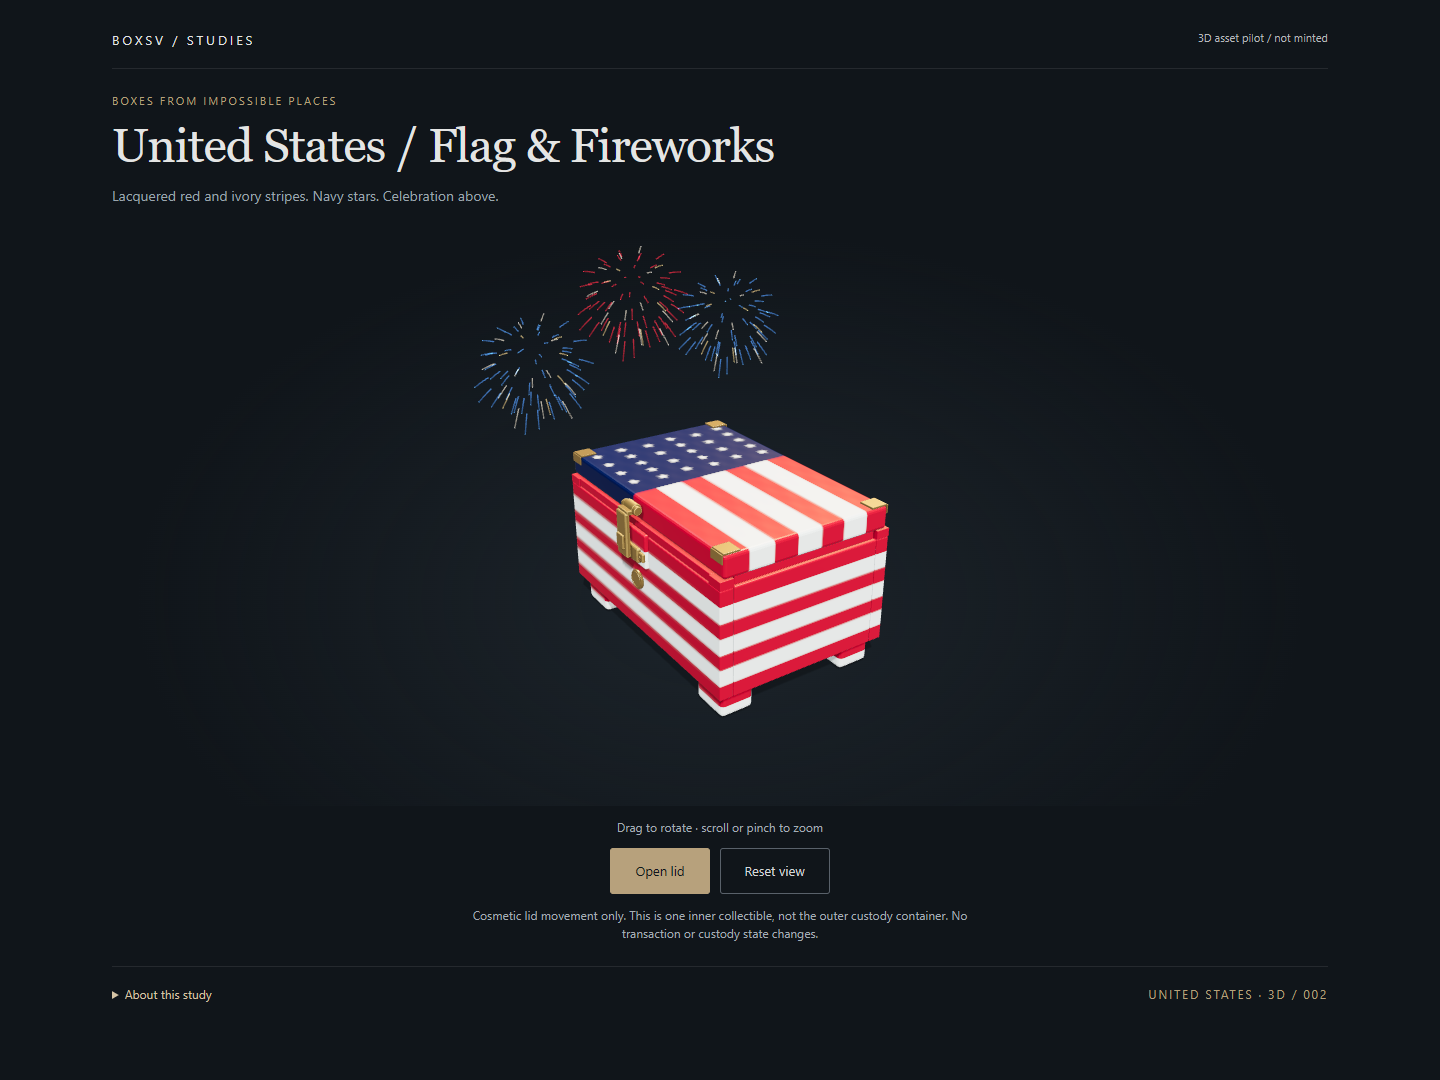 BOXSV / STUDIES
3D asset pilot / not minted
BOXES FROM IMPOSSIBLE PLACES
United States / Flag & Fireworks
Lacquered red and ivory stripes. Navy stars. Celebration above.
Drag to rotate · scroll or pinch to zoom
Open lid
Reset view
Cosmetic lid movement only. This is one inner collectible, not the outer custody container. No
transaction or custody state changes.
About this study
UNITED STATES · 3D / 002